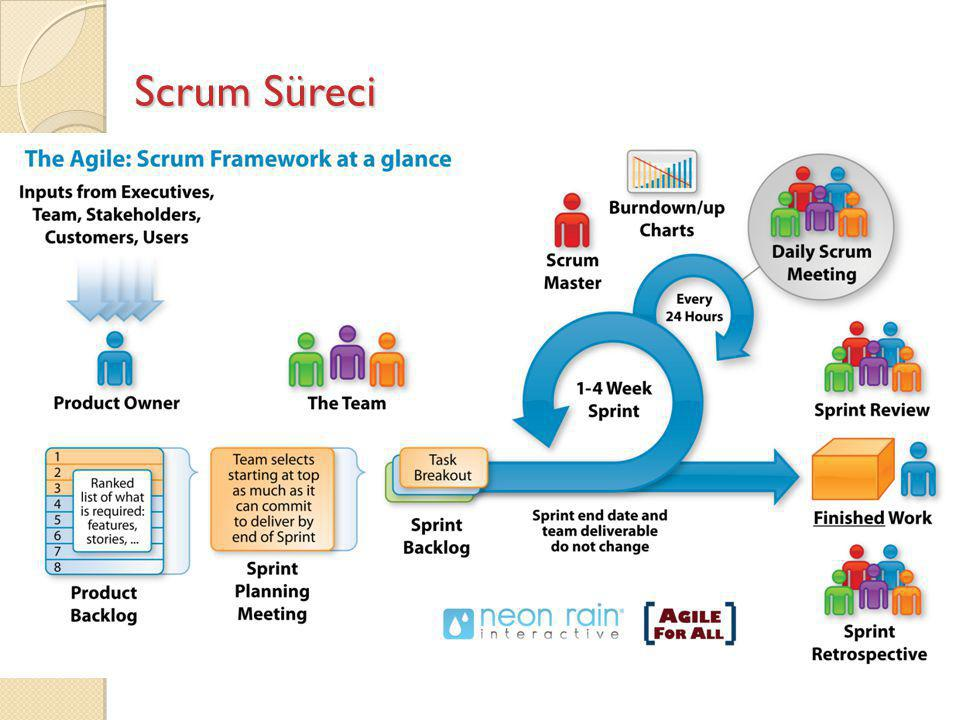 Scrum Süreci
The Agile: Scrum Framework at a glance
Inputs from Executives,
Team, Stakeholders,
Customers, Users
Product Owner
The Team
Scrum
Master
Burndown/up
Charts
Every
24 Hours
Daily Scrum
Meeting
1-4 Week
Sprint
Sprint Review
1
2
3
4
5
6
7
8
Ranked
list of what
is required:
features,
stories, ...
Product
Backlog
Team selects
starting at top
as much as it
can commit
to deliver by
end of Sprint
Sprint
Planning
Meeting
Task
Breakout
Sprint
Backlog
Sprint end date and
team deliverable
do not change
Finished Work
Sprint
Retrospective
neon rain®
interactive
AGILE
FOR ALL